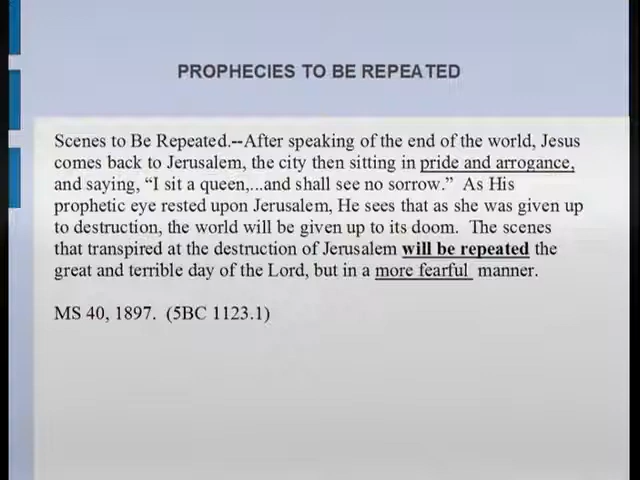 PROPHECIES TO BE REPEATED
Scenes to Be Repeated.--After speaking of the end of the world, Jesus
comes back to Jerusalem, the city then sitting in pride and arrogance,
and saying, “I sit a queen,...and shall see no sorrow.” As His
prophetic eye rested upon Jerusalem, He sees that as she was given up
to destruction, the world will be given up to its doom. The scenes
that transpired at the destruction of Jerusalem will be repeated the
great and terrible day of the Lord, but in a more fearful manner.
MS 40, 1897. (5BC 1123.1)